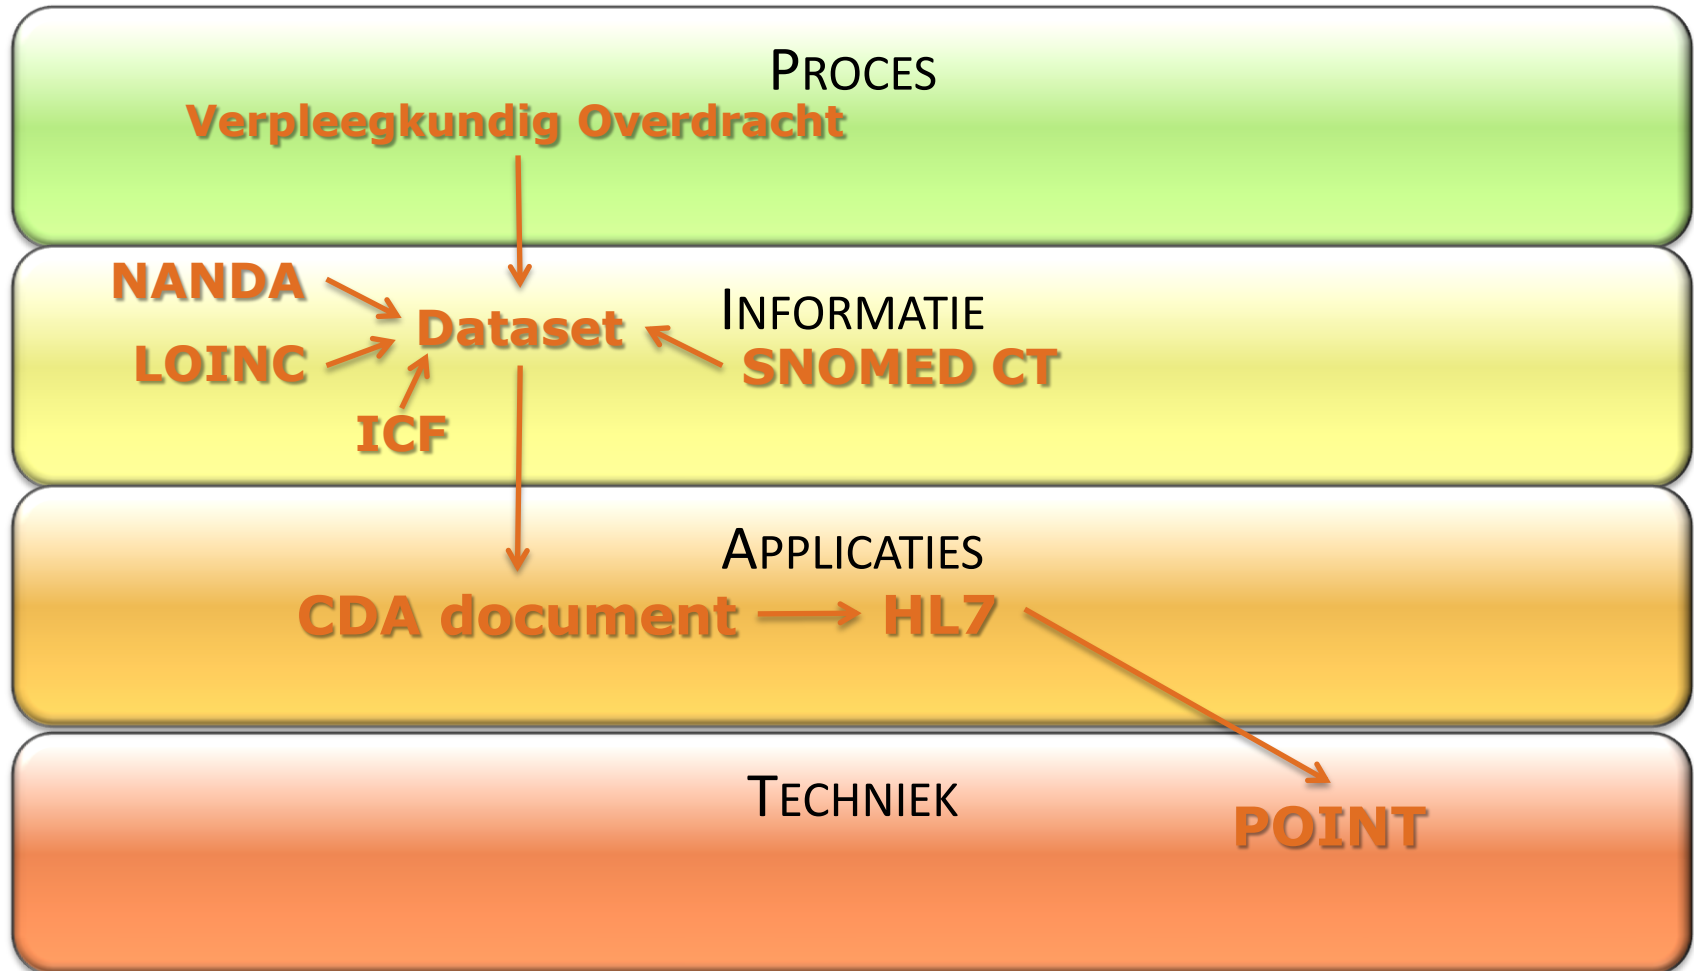 PROCES
Verpleegkundig Overdracht
NANDA
INFORMATIE
Dataset
LOINC
SNOMED CT
ICF
APPLICATIES
CDA document
HL7
TECHNIEK
POINT